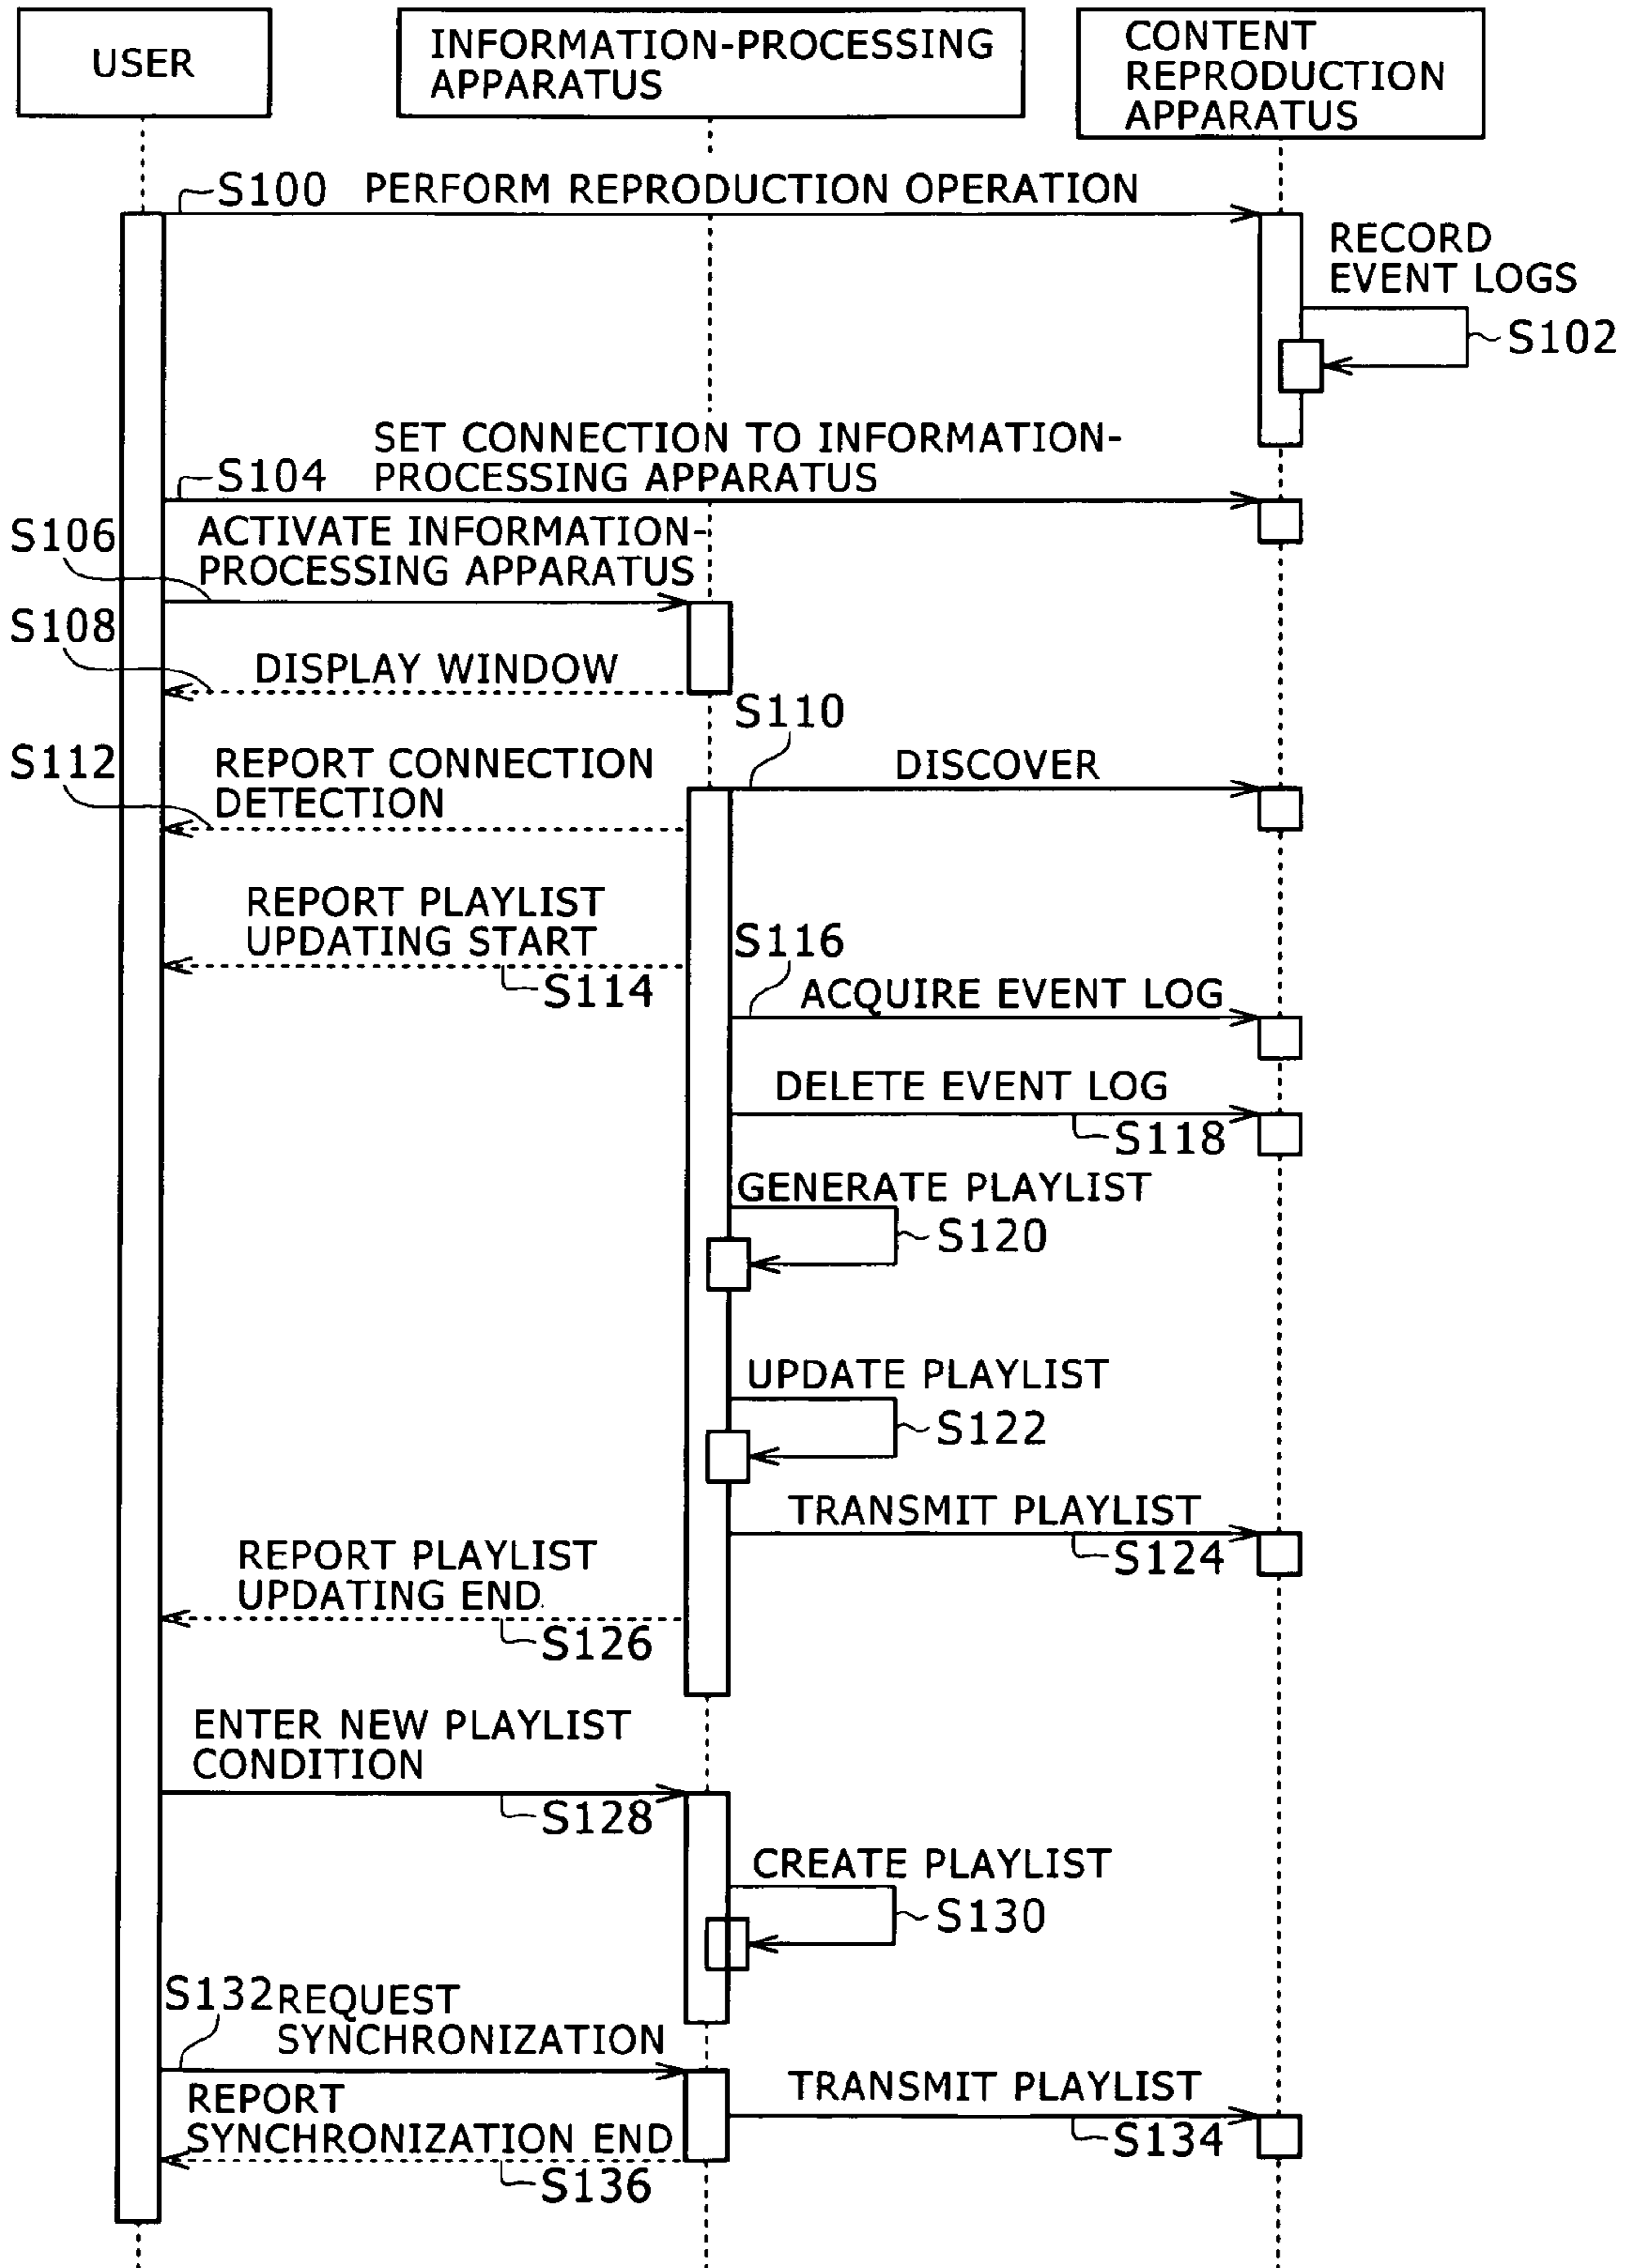 USER
INFORMATION-PROCESSING
APPARATUS
CONTENT
REPRODUCTION
APPARATUS
S100 PERFORM REPRODUCTION OPERATION
RECORD
EVENT LOGS
S102
SET CONNECTION TO INFORMATION-
PROCESSING APPARATUS
S104
S106
ACTIVATE INFORMATION-
PROCESSING APPARATUS
S108
DISPLAY WINDOW
S110
S112
REPORT CONNECTION
DETECTION
DISCOVER
REPORT PLAYLIST
UPDATING START
S114
S116
ACQUIRE EVENT LOG
DELETE EVENT LOG
S118
GENERATE PLAYLIST
S120
UPDATE PLAYLIST
S122
TRANSMIT PLAYLIST
S124
REPORT PLAYLIST
UPDATING END
S126
ENTER NEW PLAYLIST
CONDITION
S128
CREATE PLAYLIST
S130
S132
REQUEST
SYNCHRONIZATION
TRANSMIT PLAYLIST
S134
REPORT
SYNCHRONIZATION END
S136